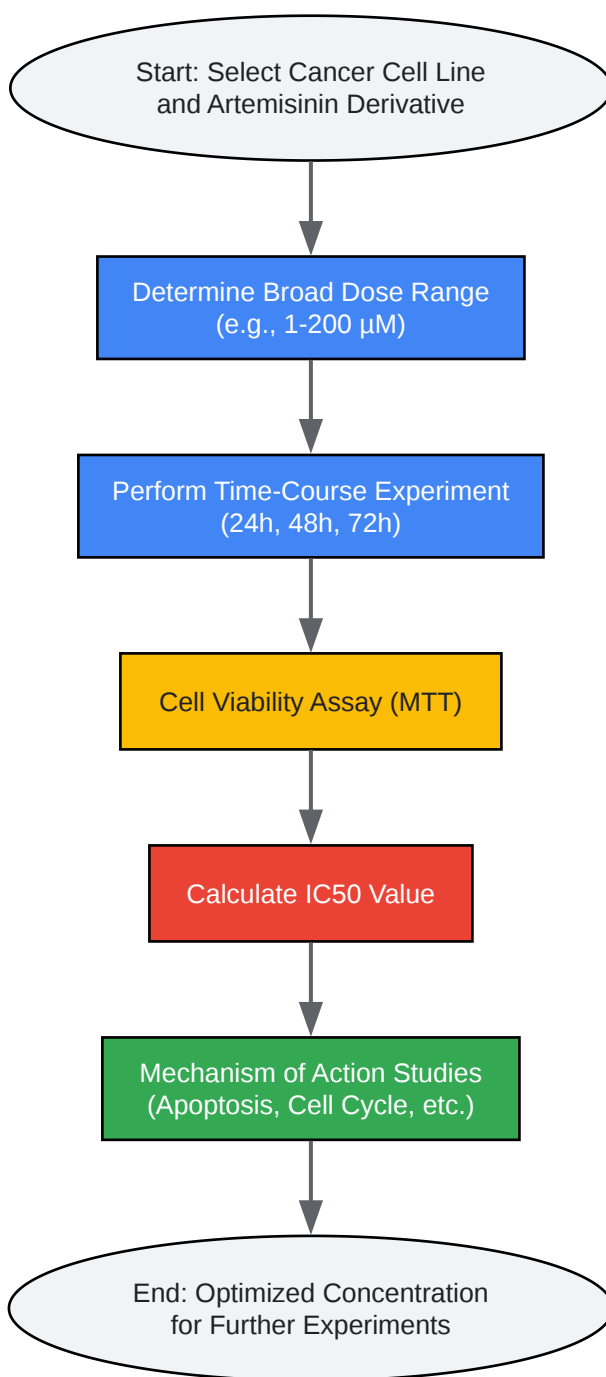 Start: Select Cancer Cell Line
and Artemisinin Derivative
Determine Broad Dose Range
(e.g., 1-200 µM)
Perform Time-Course Experiment
(24h, 48h, 72h)
Cell Viability Assay (MTT)
Calculate IC50 Value
Mechanism of Action Studies
(Apoptosis, Cell Cycle, etc.)
End: Optimized Concentration
for Further Experiments